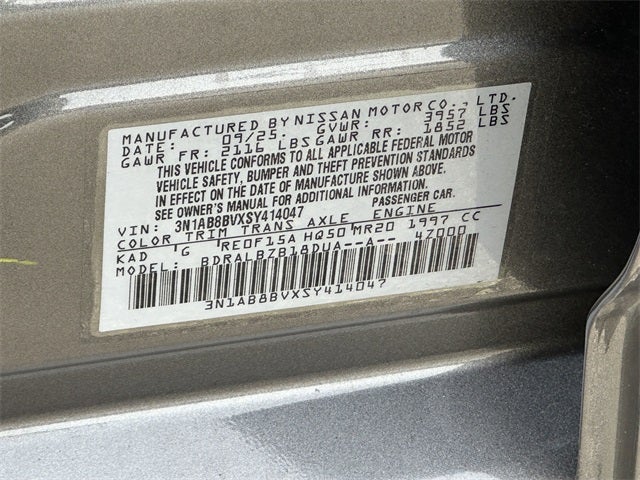 MANUFACTURED BY NISSAN MOTOR CO., LTD.
DATE: 09/25. GVWR: 3957 LBS
GAWR FR: 2116 LBS GAWR RR: 1852 LBS
THIS VEHICLE CONFORMS TO ALL APPLICABLE FEDERAL MOTOR
VEHICLE SAFETY, BUMPER AND THEFT PREVENTION STANDARDS
IN EFFECT ON THE DATE OF MANUFACTURE SHOWN ABOVE.
SEE OWNER'S MANUAL FOR ADDITIONAL INFORMATION.
VIN: 3N1AB8BVXSY414047 PASSENGER CAR.
COLOR TRIM TRANS AXLE ENGINE
KAD G RE0F15A HQ50 MR20 1997 CC
MODEL: BDRALBZB18DUA--A-- 47000
3N1AB8BVXSY414047